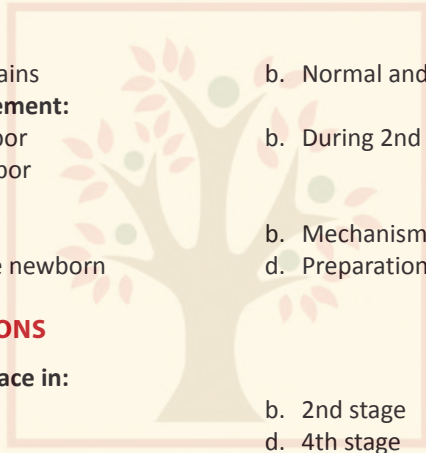 ains b. Normal and
ement:
oor b. During 2nd
oor
b. Mechanism
e newborn d. Preparation
ONS
ace in:
b. 2nd stage
d. 4th stage